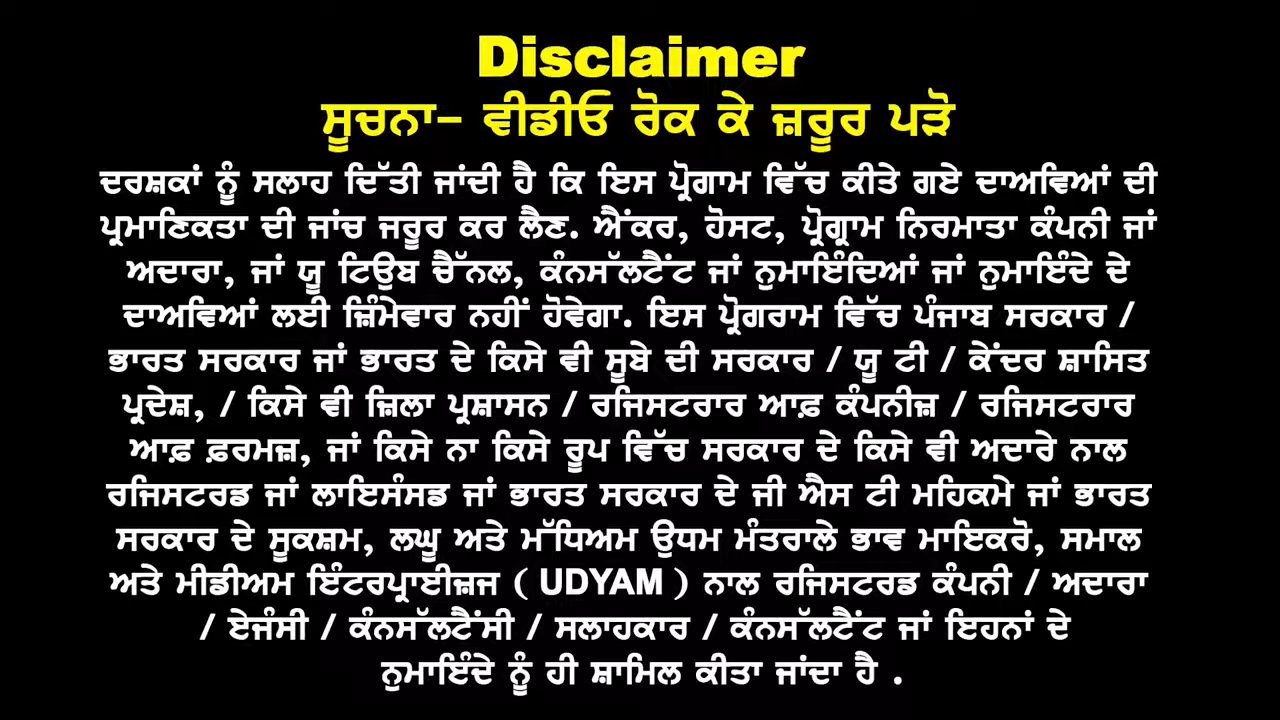 Disclaimer
ਸੂਚਨਾ- ਵੀਡੀਓ ਰੋਕ ਕੇ ਜ਼ਰੂਰ ਪੜੋ
ਦਰਸ਼ਕਾਂ ਨੂੰ ਸਲਾਹ ਦਿੱਤੀ ਜਾਂਦੀ ਹੈ ਕਿ ਇਸ ਪ੍ਰੋਗਾਮ ਵਿੱਚ ਕੀਤੇ ਗਏ ਦਾਅਵਿਆਂ ਦੀ
ਪ੍ਰਮਾਣਿਕਤਾ ਦੀ ਜਾਂਚ ਜਰੂਰ ਕਰ ਲੈਣ. ਐਂਕਰ, ਹੋਸਟ, ਪ੍ਰੋਗ੍ਰਾਮ ਨਿਰਮਾਤਾ ਕੰਪਨੀ ਜਾਂ
ਅਦਾਰਾ, ਜਾਂ ਯੂ ਟਿਊਬ ਚੈੱਨਲ, ਕੰਨਸੱਲਟੈਂਟ ਜਾਂ ਨੁਮਾਇੰਦਿਆਂ ਜਾਂ ਨੁਮਾਇੰਦੇ ਦੇ
ਦਾਅਵਿਆਂ ਲਈ ਜ਼ਿੰਮੇਵਾਰ ਨਹੀਂ ਹੋਵੇਗਾ. ਇਸ ਪ੍ਰੋਗਰਾਮ ਵਿੱਚ ਪੰਜਾਬ ਸਰਕਾਰ /
ਭਾਰਤ ਸਰਕਾਰ ਜਾਂ ਭਾਰਤ ਦੇ ਕਿਸੇ ਵੀ ਸੂਬੇ ਦੀ ਸਰਕਾਰ / ਯੂ ਟੀ / ਕੇਂਦਰ ਸ਼ਾਸਿਤ
ਪ੍ਰਦੇਸ਼, / ਕਿਸੇ ਵੀ ਜ਼ਿਲਾ ਪ੍ਰਸ਼ਾਸਨ / ਰਜਿਸਟਰਾਰ ਆਫ਼ ਕੰਪਨੀਜ਼ / ਰਜਿਸਟਰਾਰ
ਆਫ਼ ਫ਼ਰਮਜ਼, ਜਾਂ ਕਿਸੇ ਨਾ ਕਿਸੇ ਰੂਪ ਵਿੱਚ ਸਰਕਾਰ ਦੇ ਕਿਸੇ ਵੀ ਅਦਾਰੇ ਨਾਲ
ਰਜਿਸਟਰਡ ਜਾਂ ਲਾਇਸੰਸਡ ਜਾਂ ਭਾਰਤ ਸਰਕਾਰ ਦੇ ਜੀ ਐਸ ਟੀ ਮਹਿਕਮੇ ਜਾਂ ਭਾਰਤ
ਸਰਕਾਰ ਦੇ ਸੂਕਸ਼ਮ, ਲਘੂ ਅਤੇ ਮੱਧਿਅਮ ਉਧਮ ਮੰਤਰਾਲੇ ਭਾਵ ਮਾਇਕਰੋ, ਸਮਾਲ
ਅਤੇ ਮੀਡੀਅਮ ਇੰਟਰਪ੍ਰਾਈਜ਼ਜ ( UDYAM ) ਨਾਲ ਰਜਿਸਟਰਡ ਕੰਪਨੀ / ਅਦਾਰਾ
/ ਏਜੰਸੀ / ਕੰਨਸੱਲਟੈਂਸੀ / ਸਲਾਹਕਾਰ / ਕੰਨਸੱਲਟੈਂਟ ਜਾਂ ਇਹਨਾਂ ਦੇ
ਨੁਮਾਇੰਦੇ ਨੂੰ ਹੀ ਸ਼ਾਮਿਲ ਕੀਤਾ ਜਾਂਦਾ ਹੈ .